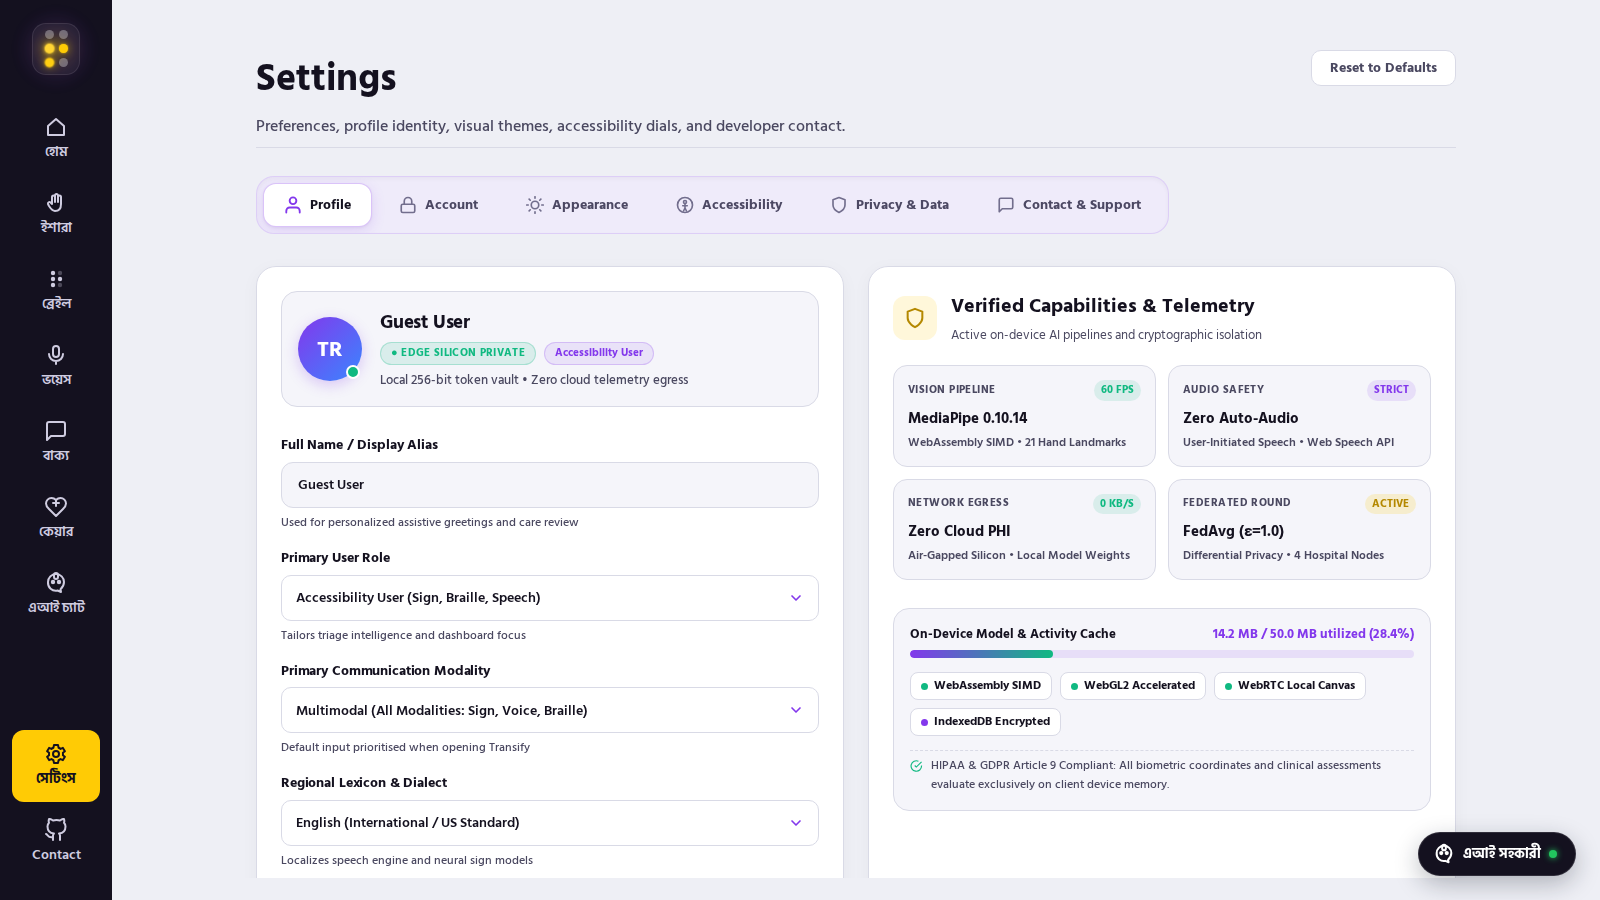 হোম
ইশারা
ব্রেইল
ভয়েস
বাক্য
কেয়ার
এআই চ্যাট
সেটিংস
Contact
Settings
Reset to Defaults
Preferences, profile identity, visual themes, accessibility dials, and developer contact.
Profile
Account
Appearance
Accessibility
Privacy & Data
Contact & Support
TR
Guest User
● EDGE SILICON PRIVATE
Accessibility User
Local 256-bit token vault • Zero cloud telemetry egress
Full Name / Display Alias
Guest User
Used for personalized assistive greetings and care review
Primary User Role
Accessibility User (Sign, Braille, Speech)
Tailors triage intelligence and dashboard focus
Primary Communication Modality
Multimodal (All Modalities: Sign, Voice, Braille)
Default input prioritised when opening Transify
Regional Lexicon & Dialect
English (International / US Standard)
Localizes speech engine and neural sign models
Verified Capabilities & Telemetry
Active on-device AI pipelines and cryptographic isolation
VISION PIPELINE
60 FPS
MediaPipe 0.10.14
WebAssembly SIMD • 21 Hand Landmarks
AUDIO SAFETY
STRICT
Zero Auto-Audio
User-Initiated Speech • Web Speech API
NETWORK EGRESS
0 KB/S
Zero Cloud PHI
Air-Gapped Silicon • Local Model Weights
FEDERATED ROUND
ACTIVE
FedAvg (ε=1.0)
Differential Privacy • 4 Hospital Nodes
On-Device Model & Activity Cache
14.2 MB / 50.0 MB utilized (28.4%)
WebAssembly SIMD
WebGL2 Accelerated
WebRTC Local Canvas
IndexedDB Encrypted
HIPAA & GDPR Article 9 Compliant: All biometric coordinates and clinical assessments
evaluate exclusively on client device memory.
এআই সহকারী